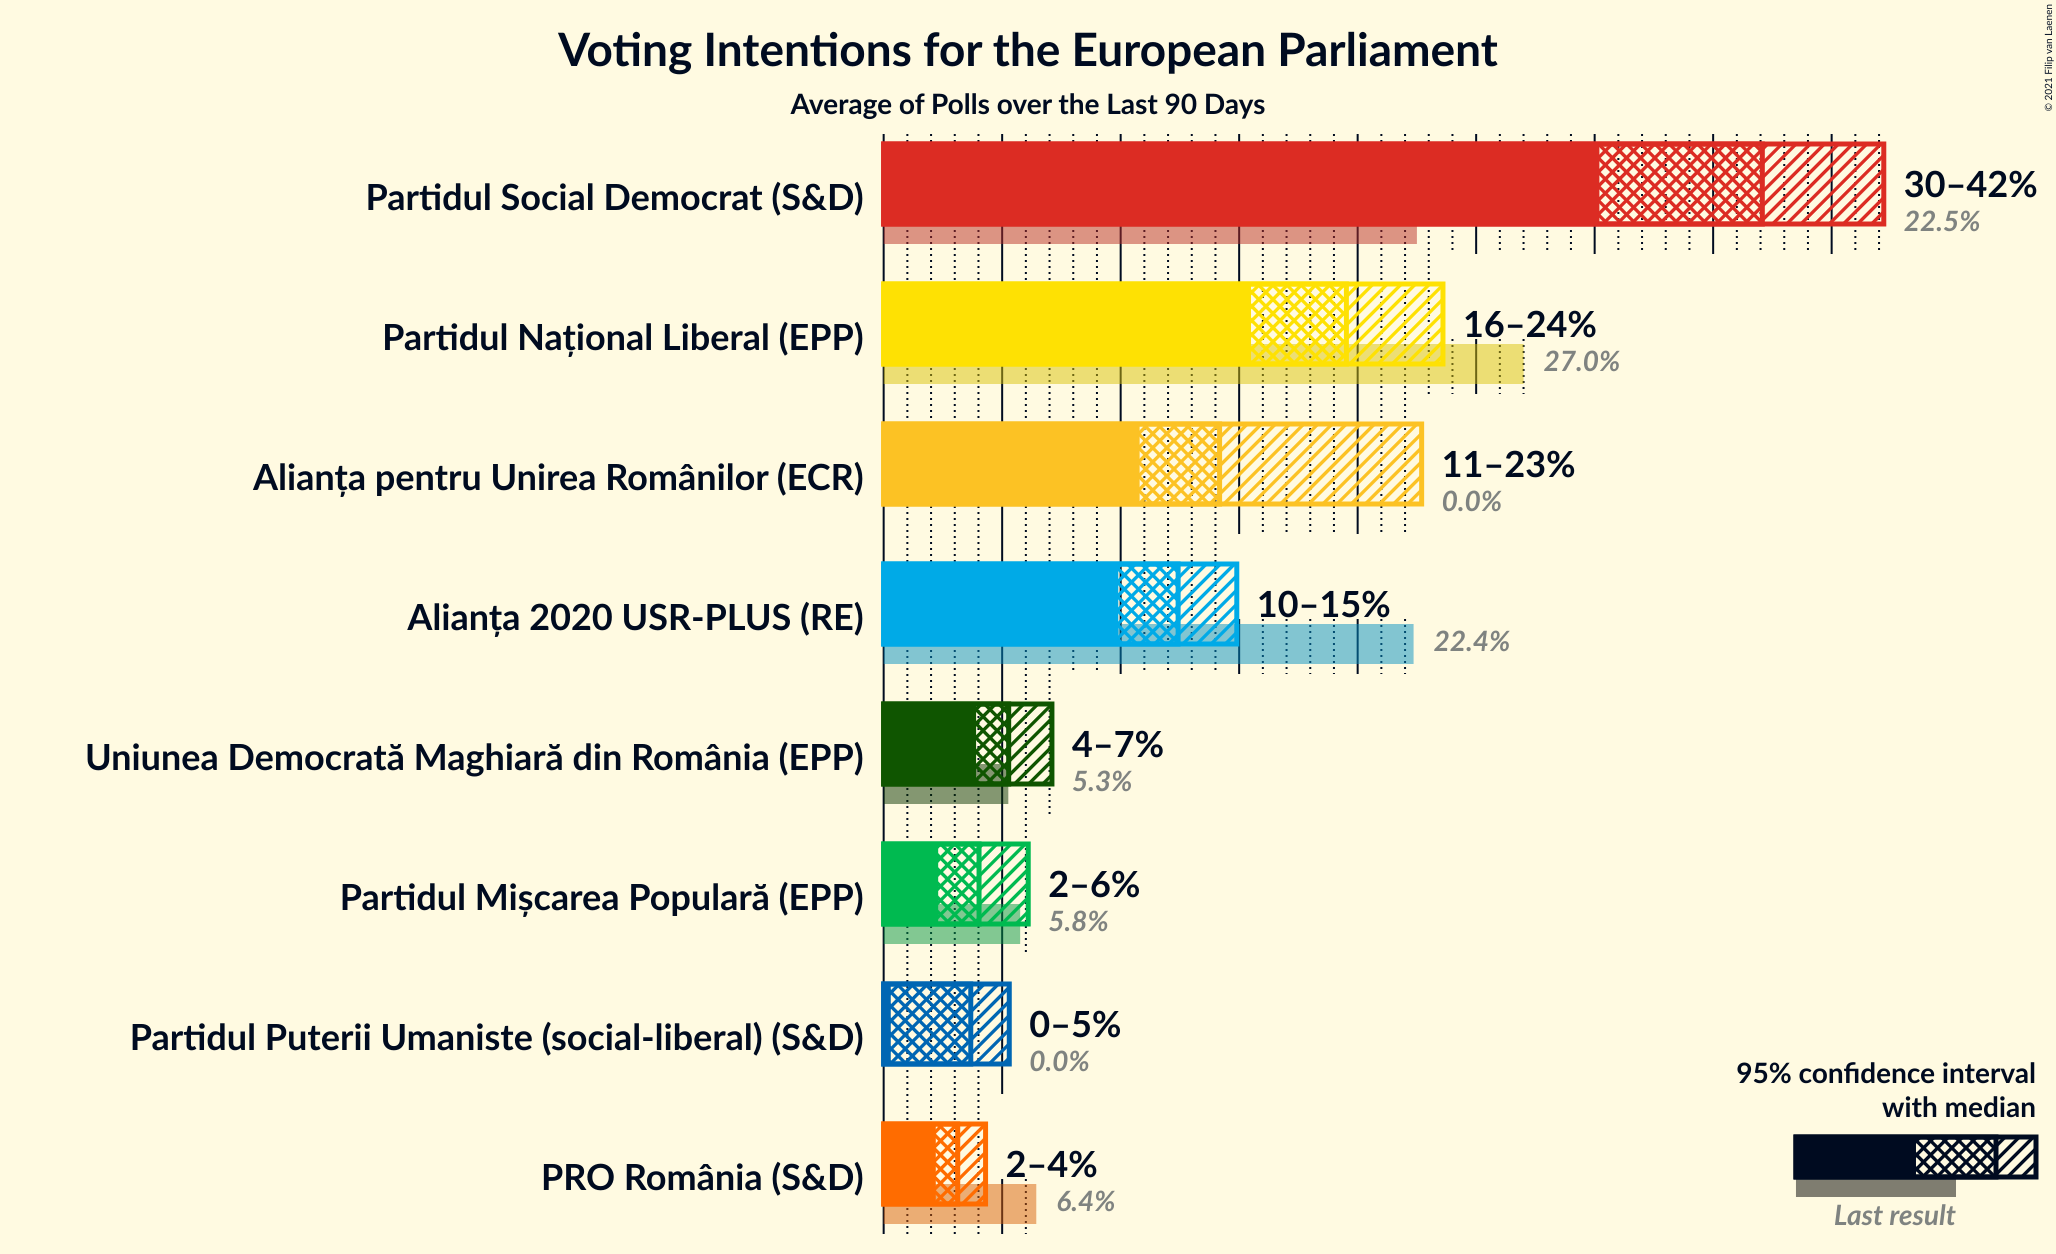 Voting Intentions for the European Parliament
Average of Polls over the Last 90 Days
© 2021 Filip van Laenen
Partidul Social Democrat (S&D)
30–42%
22.5%
Partidul Național Liberal (EPP)
16–24%
27.0%
Alianța pentru Unirea Românilor (ECR)
11–23%
0.0%
Alianța 2020 USR-PLUS (RE)
10–15%
22.4%
Uniunea Democrată Maghiară din România (EPP)
4–7%
5.3%
Partidul Mișcarea Populară (EPP)
2–6%
5.8%
Partidul Puterii Umaniste (social-liberal) (S&D)
0–5%
0.0%
PRO România (S&D)
2–4%
6.4%
95% confidence interval
with median
Last result